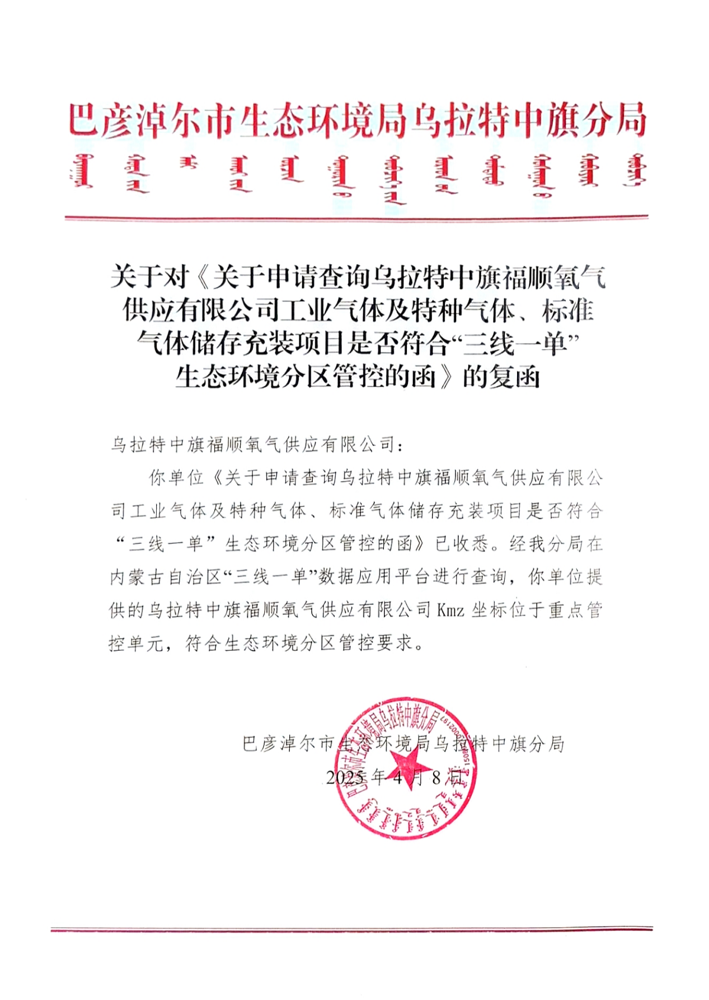 巴彦淖尔市生态环境局乌拉特中旗分局
关于对《关于申请查询乌拉特中旗福顺氧气
供应有限公司工业气体及特种气体、标准
气体储存充装项目是否符合“三线一单”
生态环境分区管控的函》的复函
乌拉特中旗福顺氧气供应有限公司：
你单位《关于申请查询乌拉特中旗福顺氧气供应有限公
司工业气体及特种气体、标准气体储存充装项目是否符合
“三线一单”生态环境分区管控的函》已收悉。经我分局在
内蒙古自治区“三线一单”数据应用平台进行查询，你单位提
供的乌拉特中旗福顺氧气供应有限公司 Kmz 坐标位于重点管
控单元，符合生态环境分区管控要求。
巴彦淖尔市生态环境局乌拉特中旗分局
2025 年 4 月 8 日
巴彦淖尔市生态环境局乌拉特中旗分局